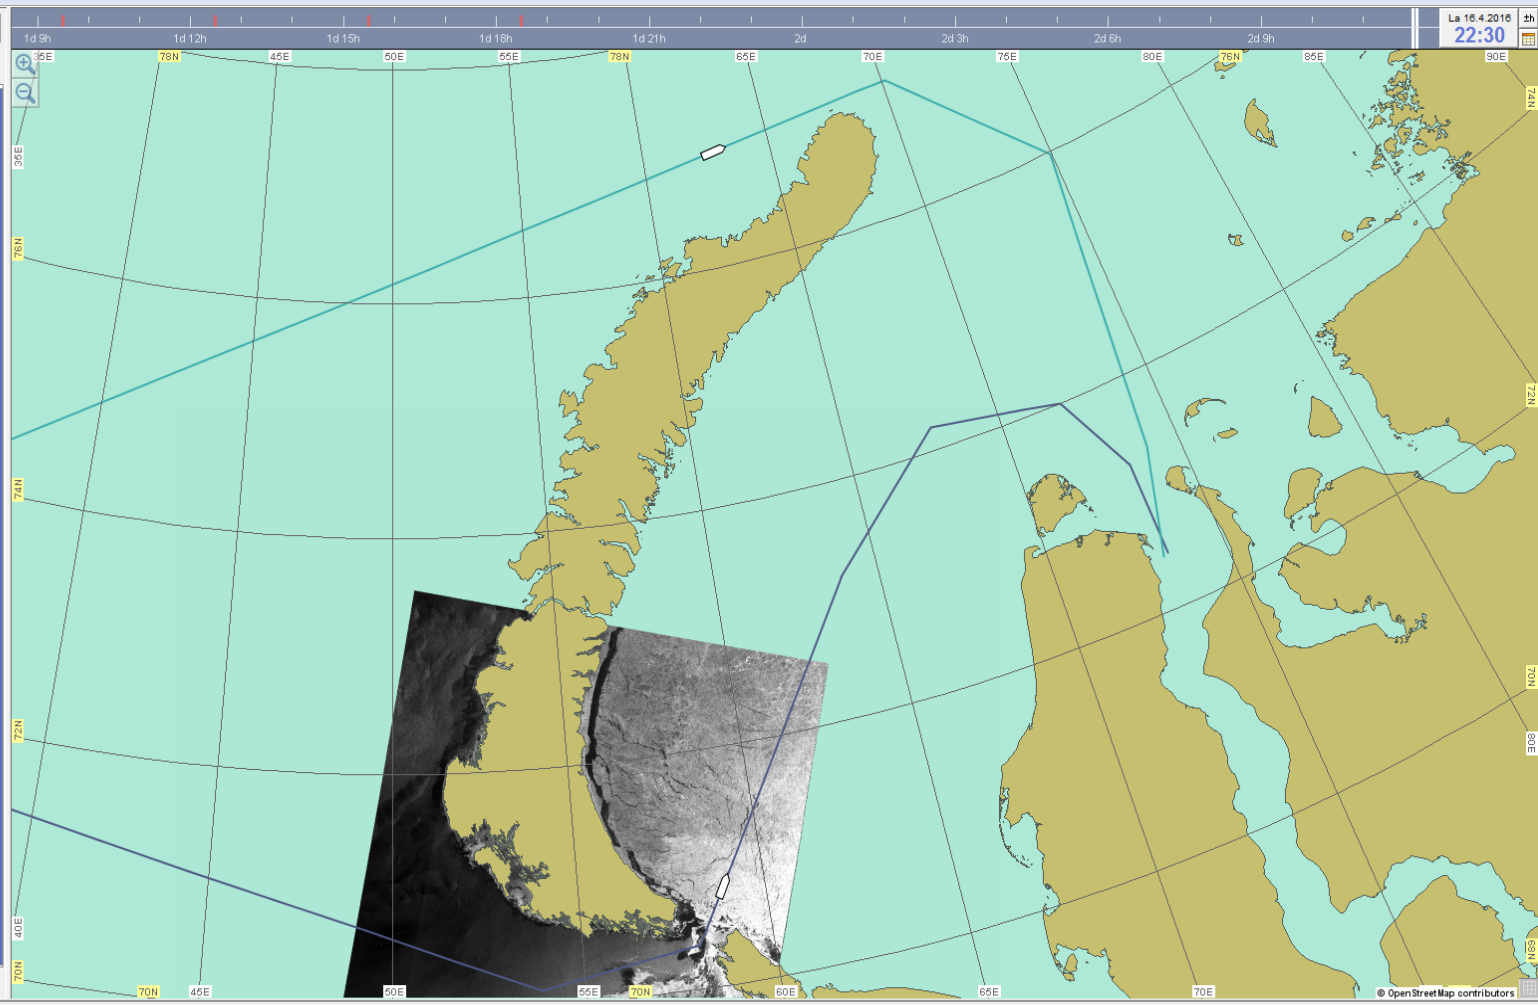 1d 9h 1d 12h 1d 15h 1d 18h 1d 21h 2d 2d 3h 2d 6h 2d 9h
La 16.4.2016 ±h
22:30
35E 78N 45E 50E 55E 78N 65E 70E 75E 80E 76N 85E 90E
74N
35E
76N
72N
74N
70N
72N
80E
40E
68N
70N
70N 45E 50E 55E 70N 60E 65E 70E
© OpenStreetMap contributors